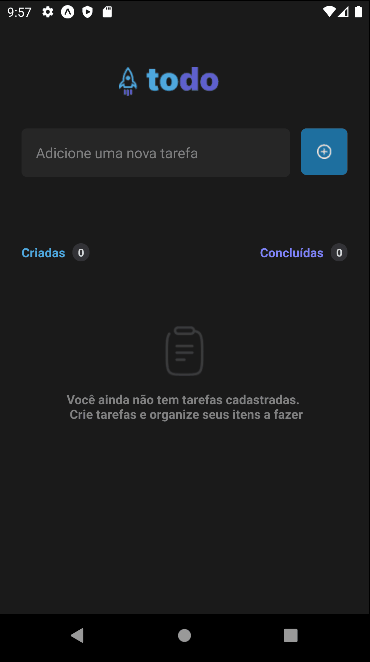 9:57
todo
Adicione uma nova tarefa
Criadas 0
Concluídas 0
Você ainda não tem tarefas cadastradas.
Crie tarefas e organize seus itens a fazer